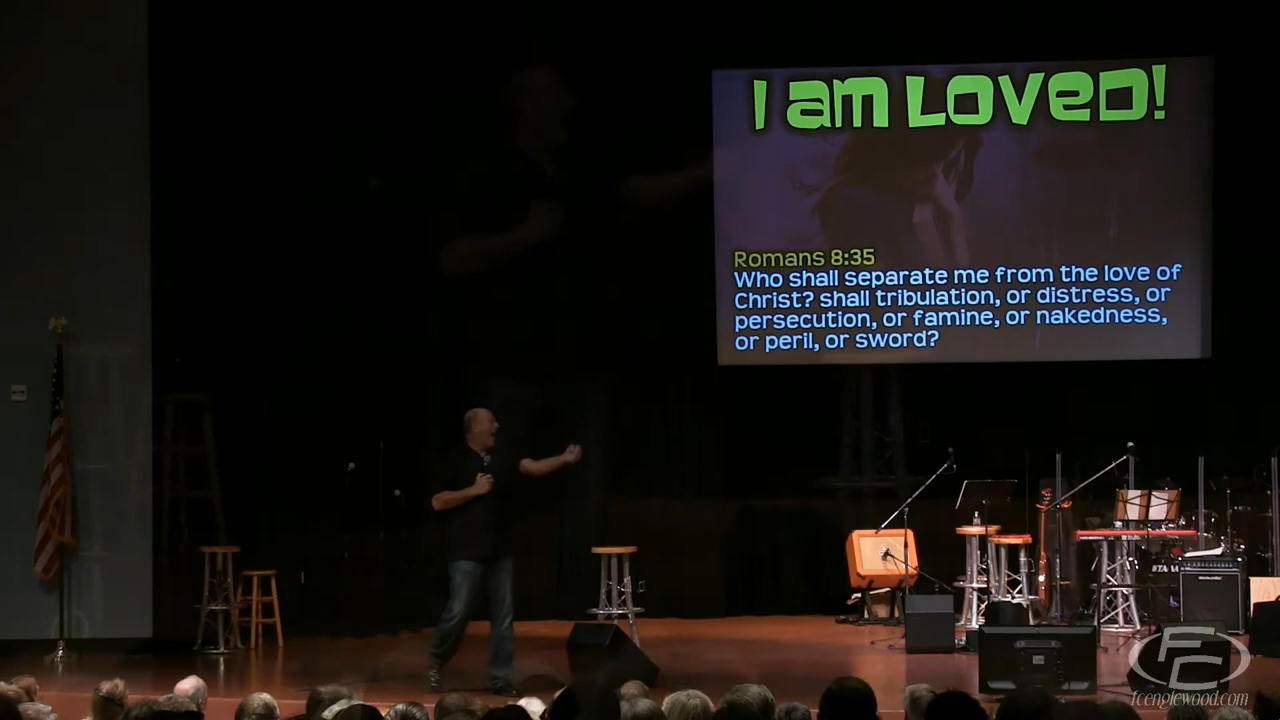 I am Loved!
Romans 8:35
Who shall separate me from the love of
Christ? shall tribulation, or distress, or
persecution, or famine, or nakedness,
or peril, or sword?
FC
fcenglewood.com